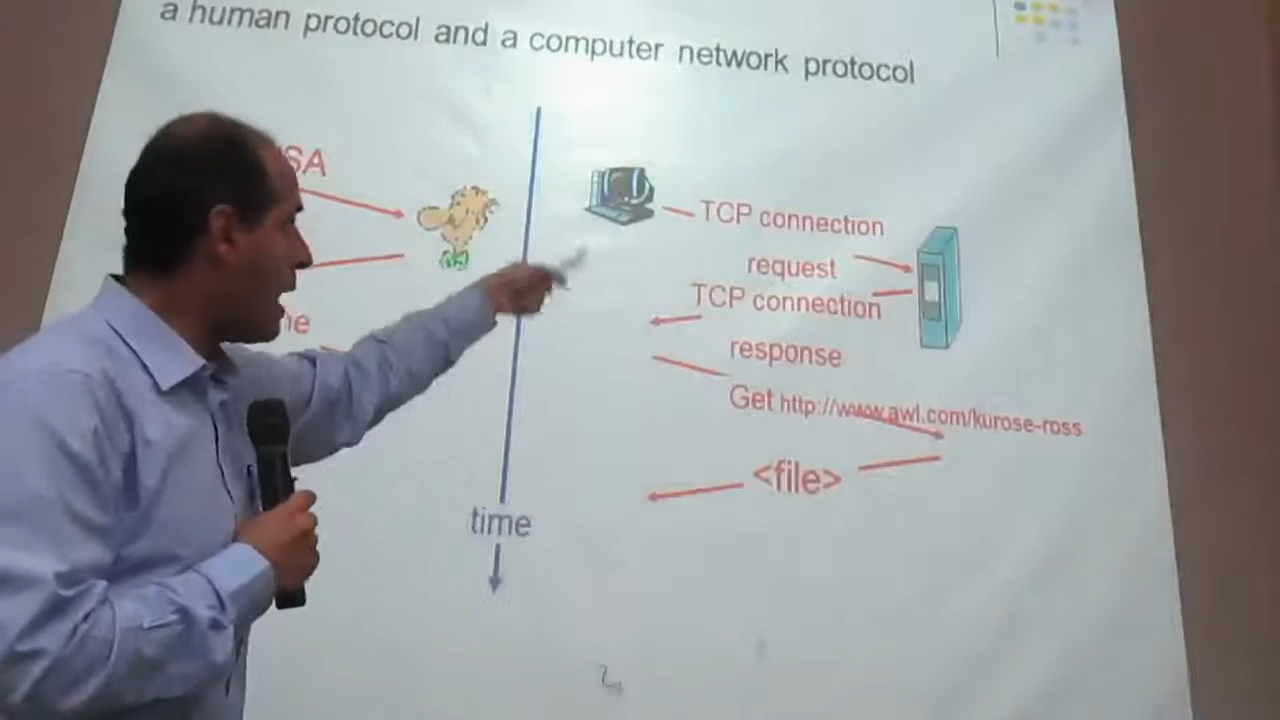 a human protocol and a computer network protocol
TCP connection
request
TCP connection
response
Get http://www.awl.com/kurose-ross
<file>
time